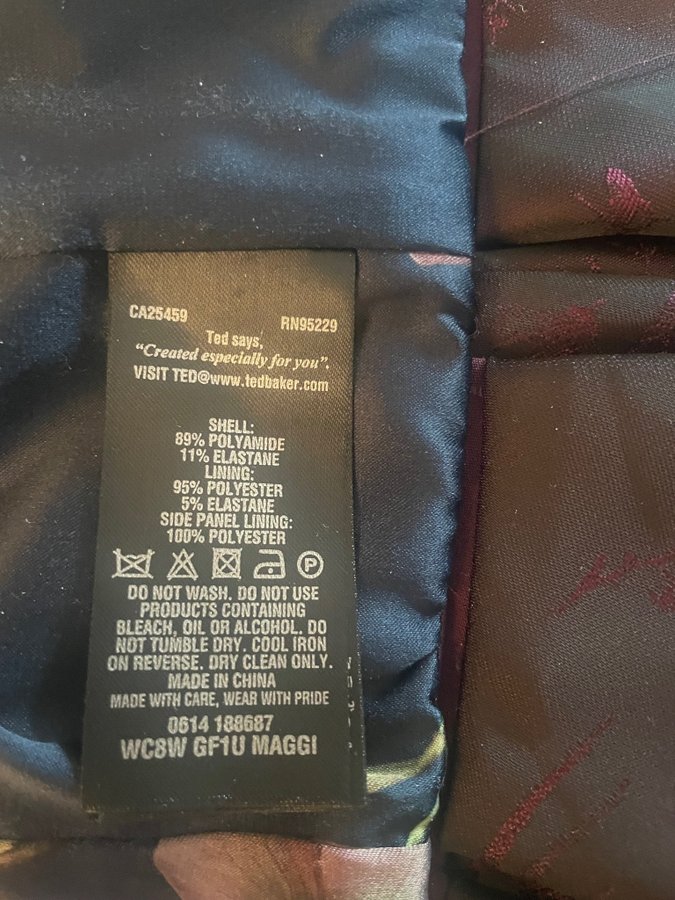 CA25459 RN95229
Ted says,
“Created especially for you”.
VISIT TED@www.tedbaker.com
SHELL:
89% POLYAMIDE
11% ELASTANE
LINING:
95% POLYESTER
5% ELASTANE
SIDE PANEL LINING:
100% POLYESTER
P
DO NOT WASH. DO NOT USE
PRODUCTS CONTAINING
BLEACH, OIL OR ALCOHOL. DO
NOT TUMBLE DRY. COOL IRON
ON REVERSE. DRY CLEAN ONLY.
MADE IN CHINA
MADE WITH CARE, WEAR WITH PRIDE
0614 188687
WC8W GF1U MAGGI